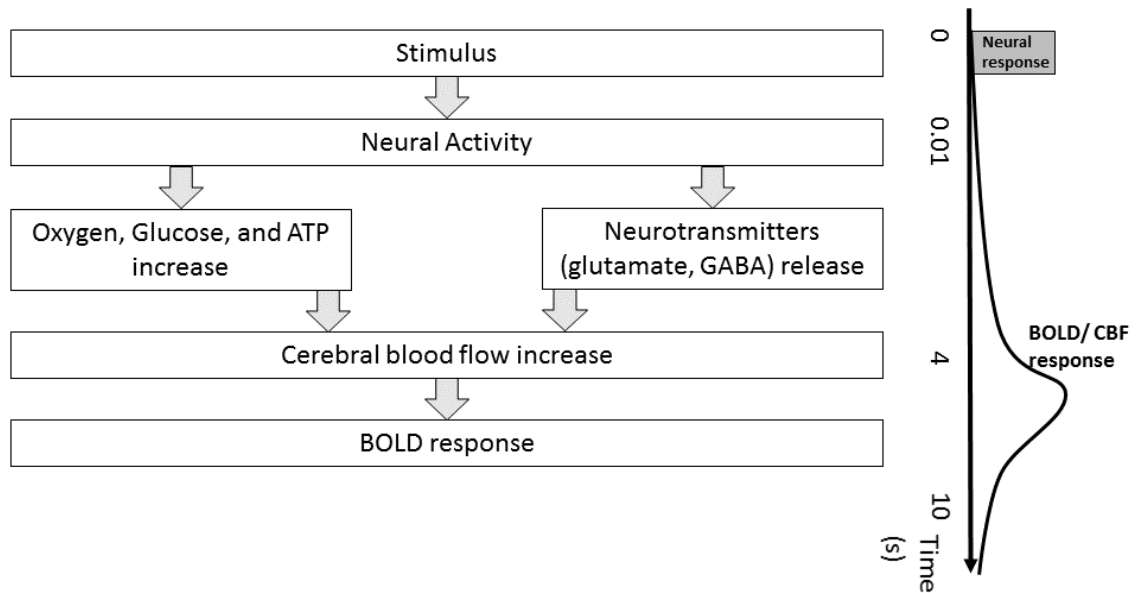 Stimulus
Neural Activity
Oxygen, Glucose, and ATP
increase
Neurotransmitters
(glutamate, GABA) release
Cerebral blood flow increase
BOLD response
0
0.01
4
10
Time
(s)
Neural
response
BOLD/ CBF
response